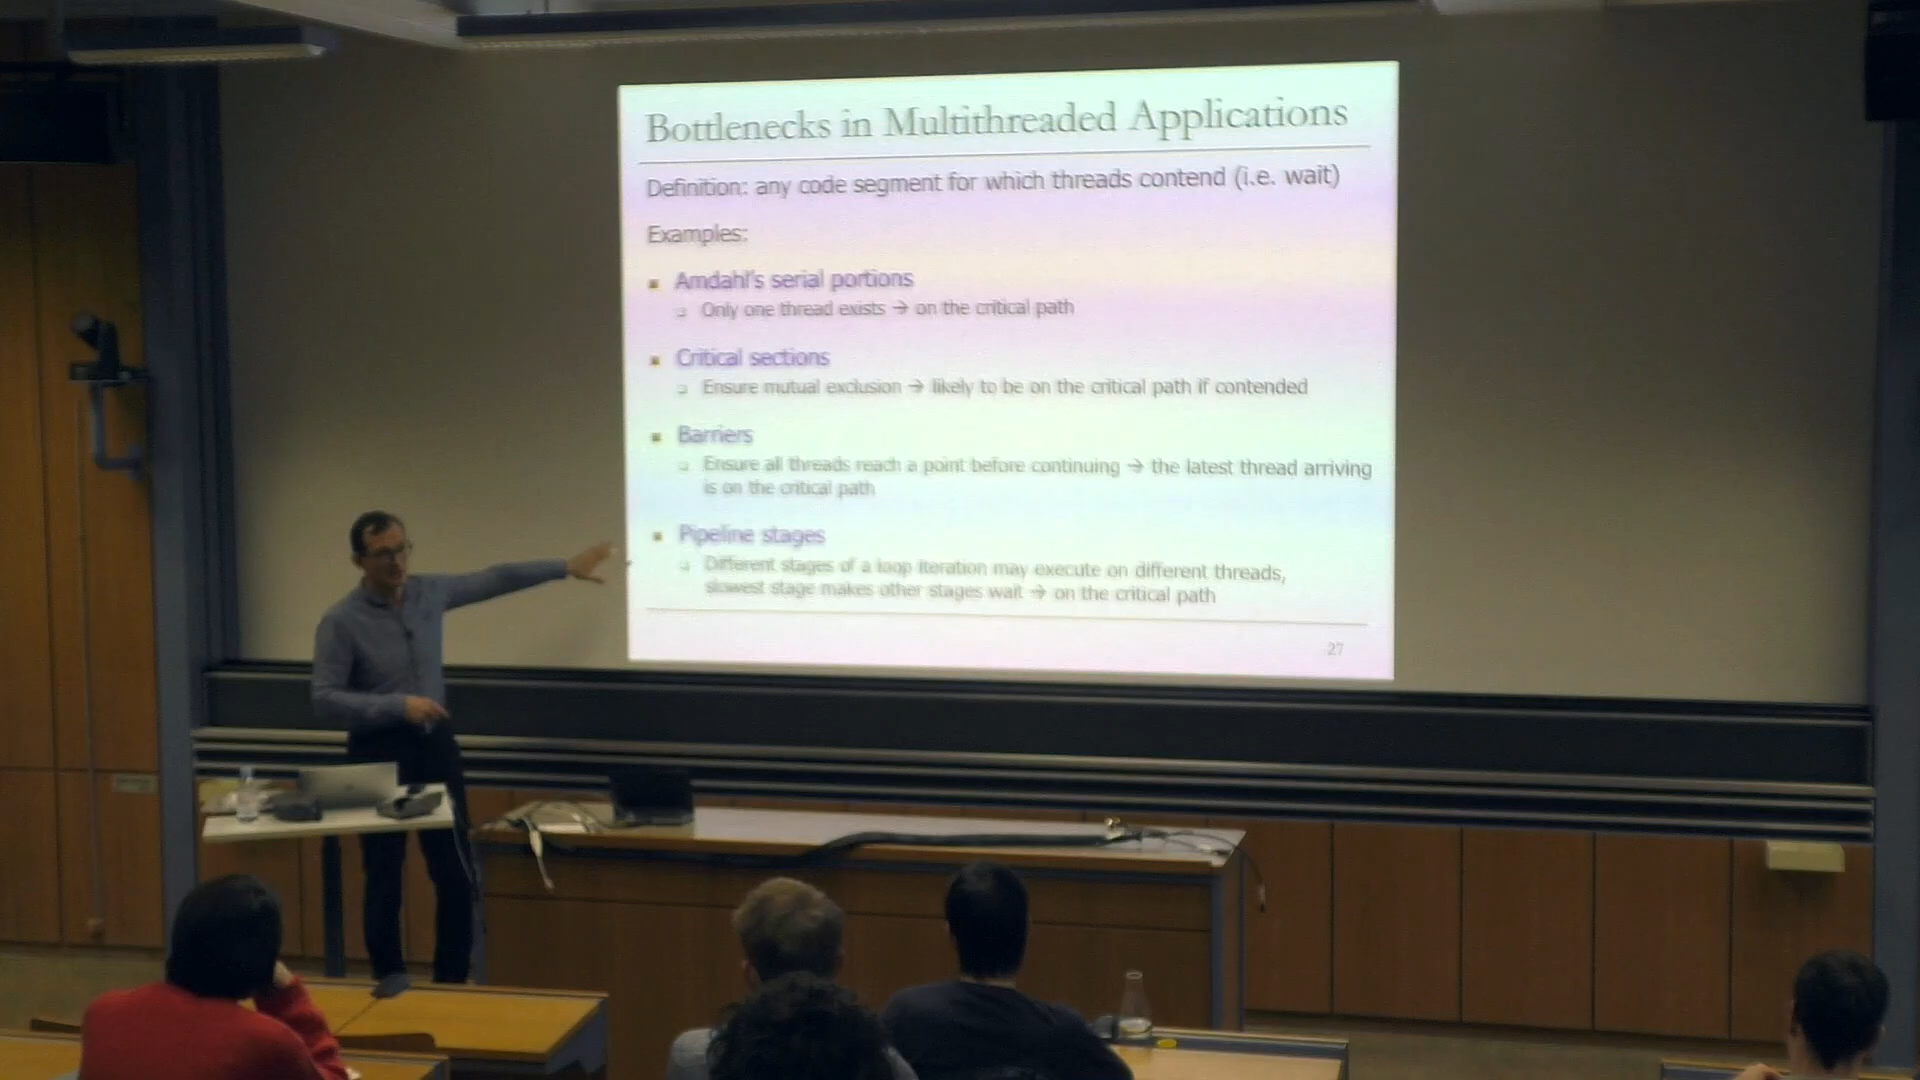 Bottlenecks in Multithreaded Applications
Definition: any code segment for which threads contend (i.e. wait)
Examples:
Amdahl's serial portions
Only one thread exists → on the critical path
Critical sections
Ensure mutual exclusion → likely to be on the critical path if contended
Barriers
Ensure all threads reach a point before continuing → the latest thread arriving
is on the critical path
Pipeline stages
Different stages of a loop iteration may execute on different threads,
slowest stage makes other stages wait → on the critical path
27